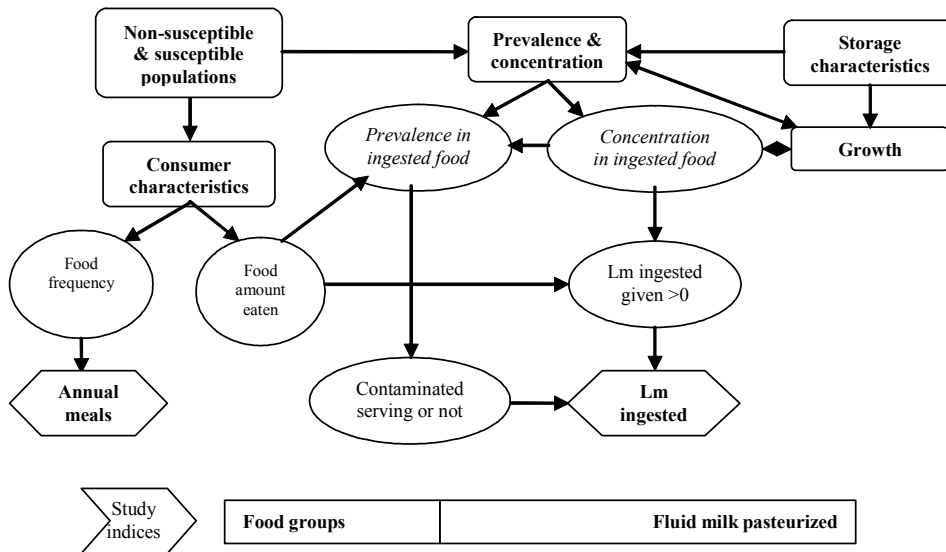 Non-susceptible
& susceptible
populations
Prevalence &
concentration
Storage
characteristics
Prevalence in
ingested food
Concentration
in ingested food
Growth
Consumer
characteristics
Food
frequency
Food
amount
eaten
Lm ingested
given >0
Annual
meals
Contaminated
serving or not
Lm
ingested
Study
indices
Food groups
Fluid milk pasteurized